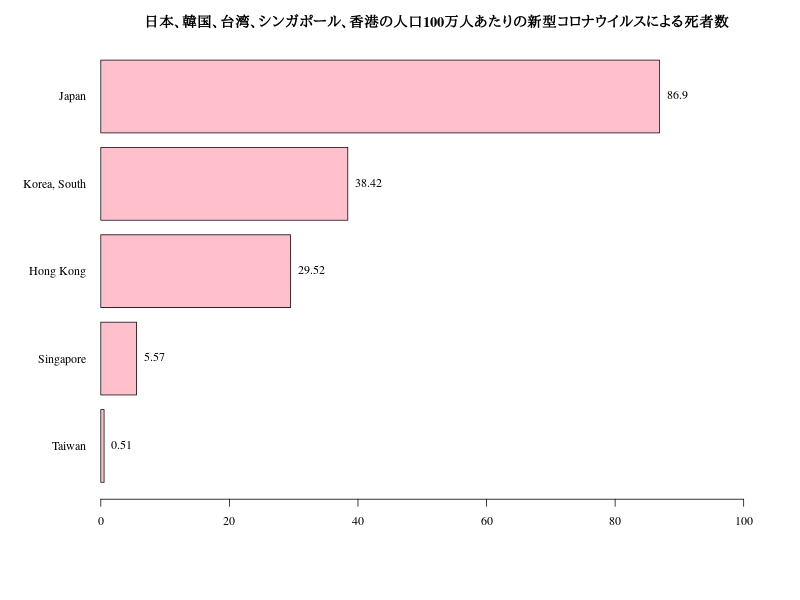 日本、韓国、台湾、シンガポール、香港の人口100万人あたりの新型コロナウイルスによる死者数
Japan 86.9
Korea, South 38.42
Hong Kong 29.52
Singapore 5.57
Taiwan 0.51
0 20 40 60 80 100